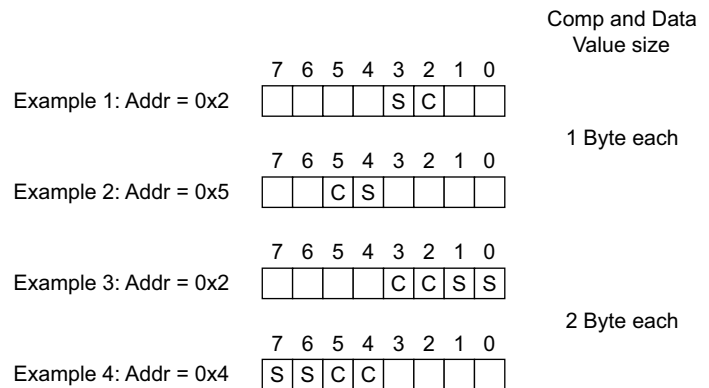 Comp and Data
Value size
7 6 5 4 3 2 1 0
Example 1: Addr = 0x2 S C
1 Byte each
7 6 5 4 3 2 1 0
Example 2: Addr = 0x5 C S
7 6 5 4 3 2 1 0
Example 3: Addr = 0x2 C C S S
2 Byte each
7 6 5 4 3 2 1 0
Example 4: Addr = 0x4 S S C C